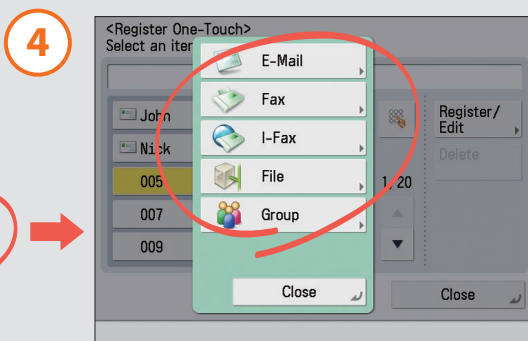 4
<Register One-Touch>
Select an iter
E-Mail
Fax
I-Fax
File
Group
Close
John
Nick
005
007
009
1/20
Register/
Edit
Delete
Close